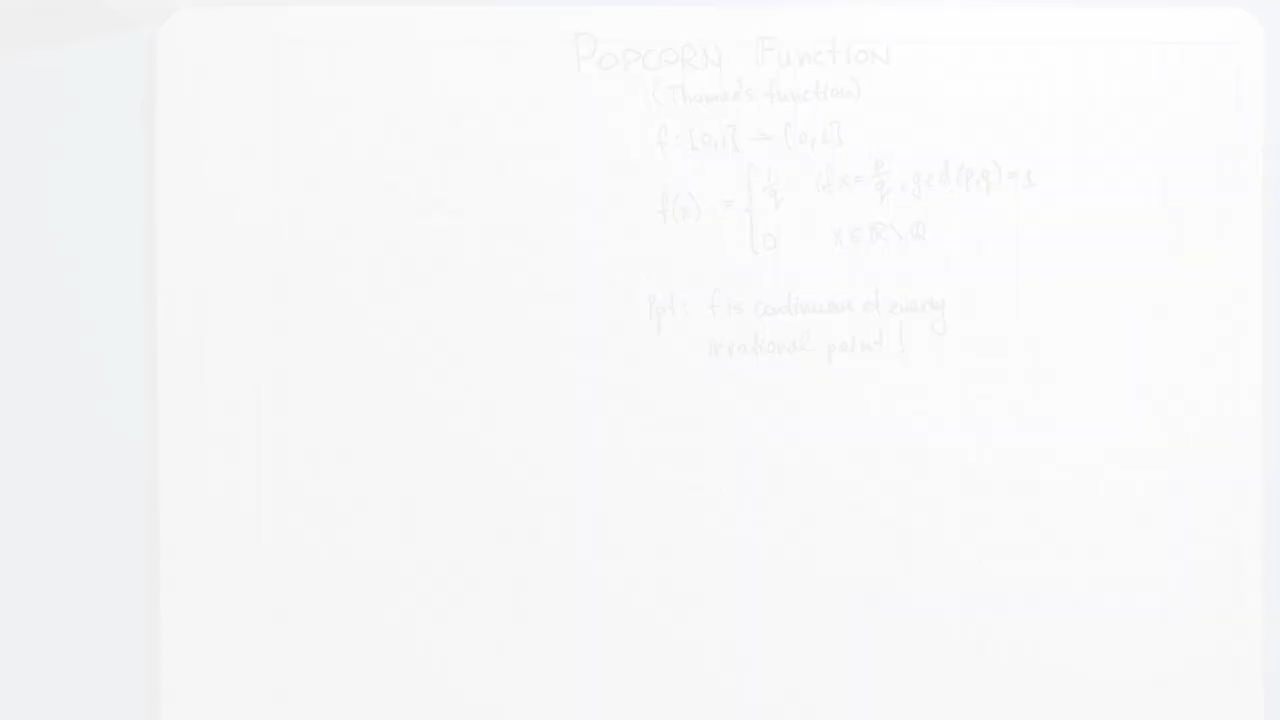 POPCORN Function
(Thomae's function)
f: [0,1] → [0,1]
f(x) = { 1/q if x = p/q, gcd(p,q)=1
0 x ∈ ℝ \ ℚ
Ppt: f is continuous at every
irrational point!